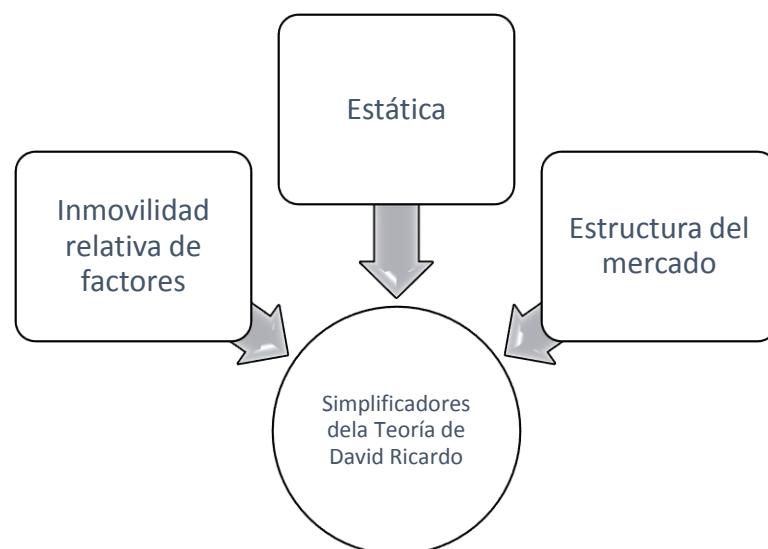 Estática
Inmovilidad
relativa de
factores
Estructura del
mercado
Simplificadores
dela Teoría de
David Ricardo